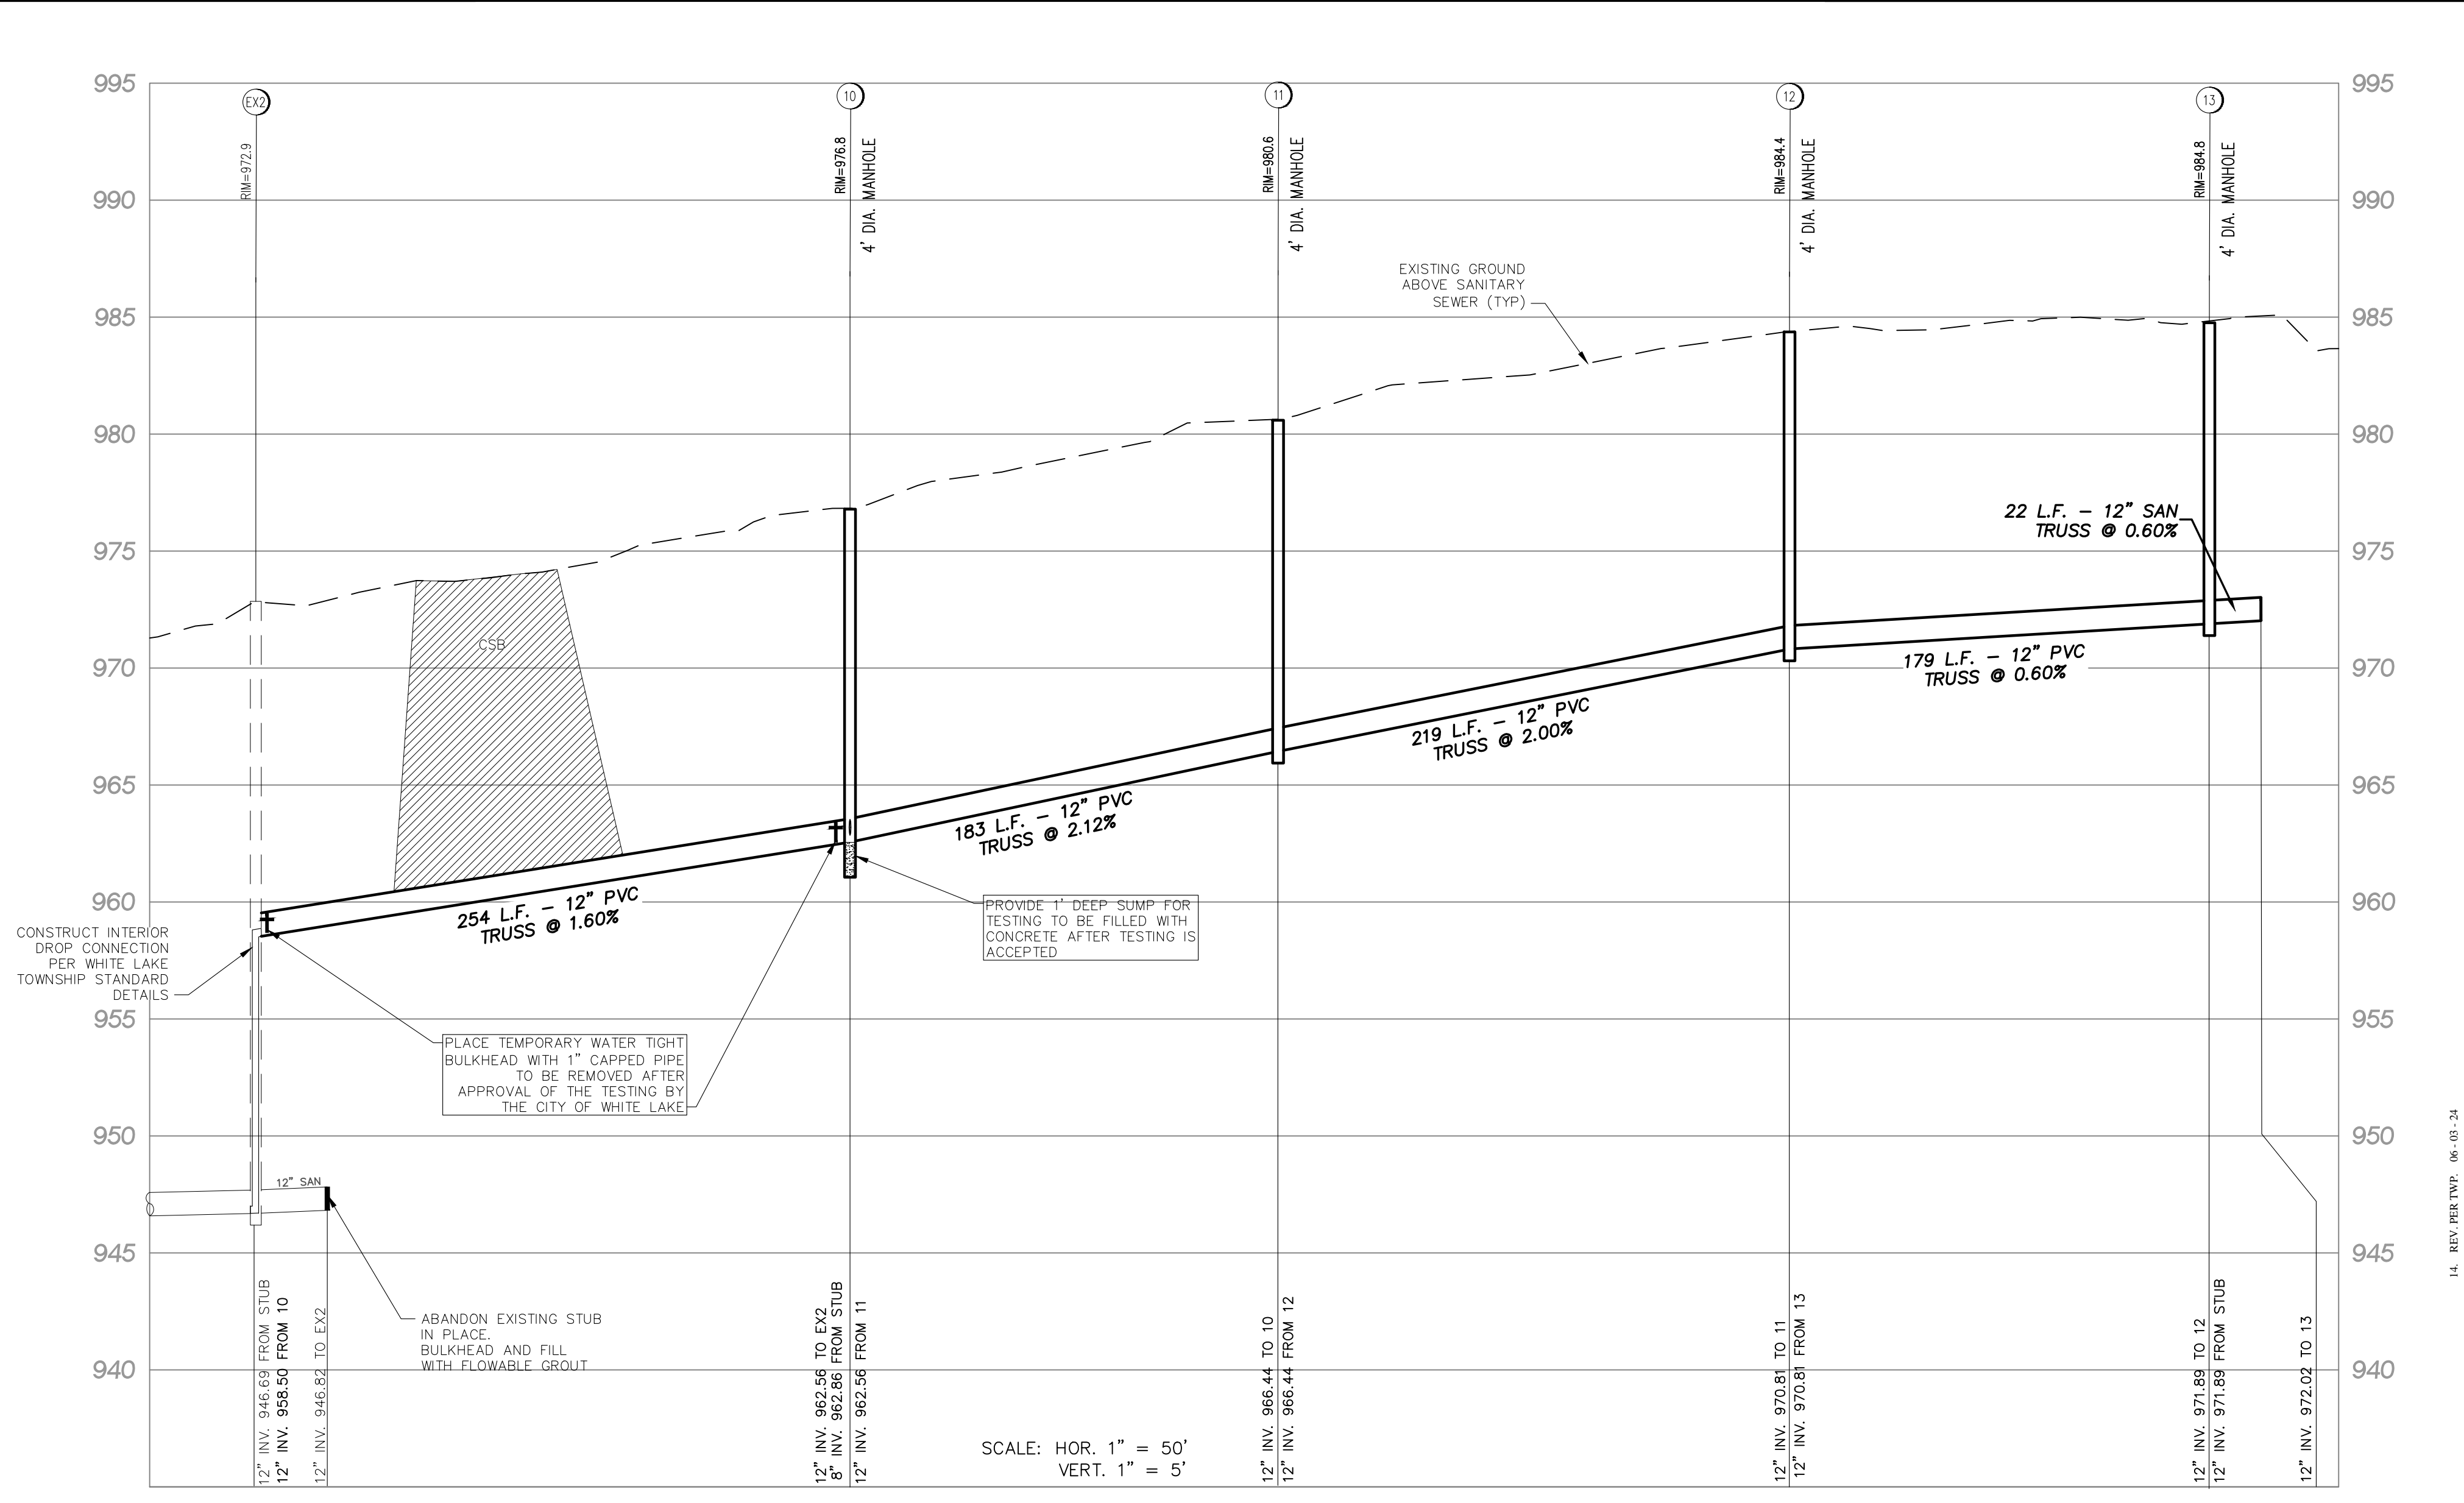 995
990
985
980
975
970
965
960
955
950
945
940
EX2
RIM=972.9
10
RIM=976.8
4' DIA. MANHOLE
11
RIM=980.6
4' DIA. MANHOLE
12
RIM=984.4
4' DIA. MANHOLE
13
RIM=984.8
4' DIA. MANHOLE
995
990
985
980
975
970
965
960
955
950
945
940
EXISTING GROUND
ABOVE SANITARY
SEWER (TYP)
22 L.F. - 12" SAN
TRUSS @ 0.60%
CSB
179 L.F. - 12" PVC
TRUSS @ 0.60%
219 L.F. - 12" PVC
TRUSS @ 2.00%
183 L.F. - 12" PVC
TRUSS @ 2.12%
254 L.F. - 12" PVC
TRUSS @ 1.60%
CONSTRUCT INTERIOR
DROP CONNECTION
PER WHITE LAKE
TOWNSHIP STANDARD
DETAILS
PROVIDE 1' DEEP SUMP FOR
TESTING TO BE FILLED WITH
CONCRETE AFTER TESTING IS
ACCEPTED
PLACE TEMPORARY WATER TIGHT
BULKHEAD WITH 1" CAPPED PIPE
TO BE REMOVED AFTER
APPROVAL OF THE TESTING BY
THE CITY OF WHITE LAKE
12" SAN
ABANDON EXISTING STUB
IN PLACE.
BULKHEAD AND FILL
WITH FLOWABLE GROUT
12" INV. 946.69 FROM STUB
12" INV. 958.50 FROM 10
12" INV. 946.82 TO EX2
12" INV. 962.56 TO EX2
8" INV. 962.86 FROM STUB
12" INV. 962.56 FROM 11
SCALE: HOR. 1" = 50'
VERT. 1" = 5'
12" INV. 966.44 TO 10
12" INV. 966.44 FROM 12
12" INV. 970.81 TO 11
12" INV. 970.81 FROM 13
12" INV. 971.89 TO 12
12" INV. 971.89 FROM STUB
12" INV. 972.02 TO 13
14. REV. PER TWP. 06 - 03 - 24